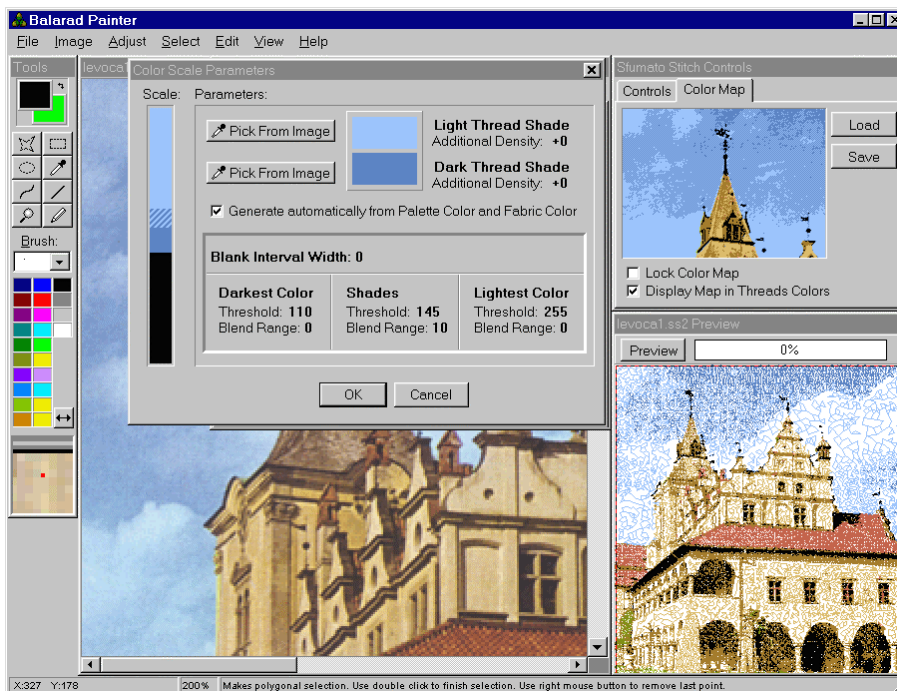 Balarad Painter
File Image Adjust Select Edit View Help
Tools
levoca1
Color Scale Parameters
Scale:
Parameters:
Pick From Image
Light Thread Shade
Additional Density: +0
Pick From Image
Dark Thread Shade
Additional Density: +0
Generate automatically from Palette Color and Fabric Color
Blank Interval Width: 0
Darkest Color
Threshold: 110
Blend Range: 0
Shades
Threshold: 145
Blend Range: 10
Lightest Color
Threshold: 255
Blend Range: 0
OK
Cancel
Brush:
Sfumato Stitch Controls
Controls
Color Map
Load
Save
Lock Color Map
Display Map in Threads Colors
levoca1.ss2 Preview
Preview
0%
X:327 Y:178
200%
Makes polygonal selection. Use double click to finish selection. Use right mouse button to remove last point.